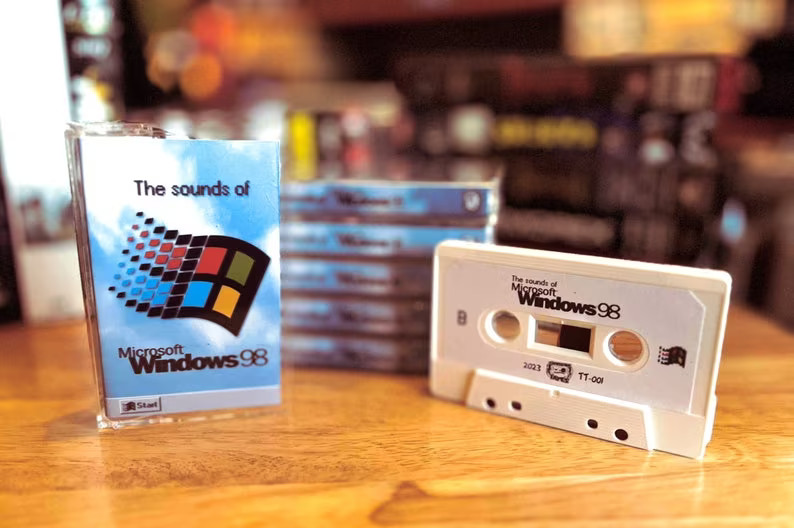 The sounds of
Microsoft
Windows 98
Start
The sounds of
Microsoft
Windows 98
B
2023
TT-001